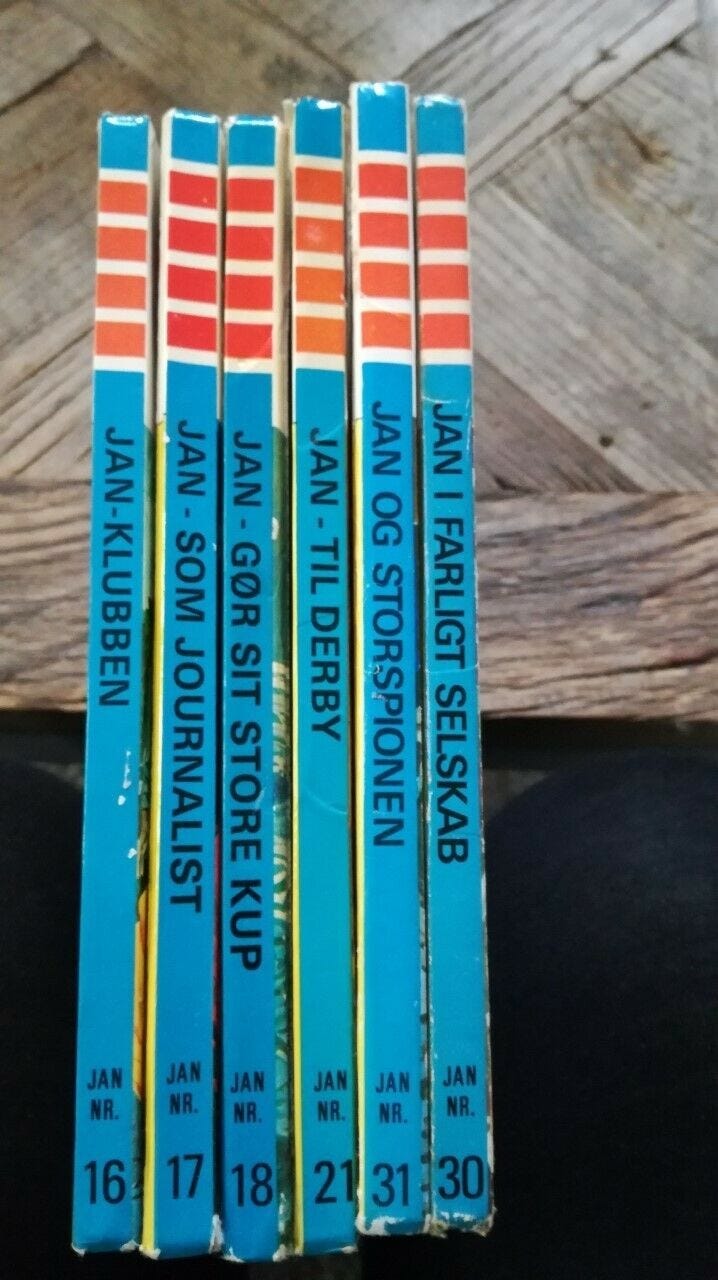 JAN-KLUBBEN
JAN
NR.
16
JAN - SOM JOURNALIST
JAN
NR.
17
JAN - GØR SIT STORE KUP
JAN
NR.
18
JAN - TIL DERBY
JAN
NR.
21
JAN OG STORSPIONEN
JAN
NR.
31
JAN I FARLIGT SELSKAB
JAN
NR.
30